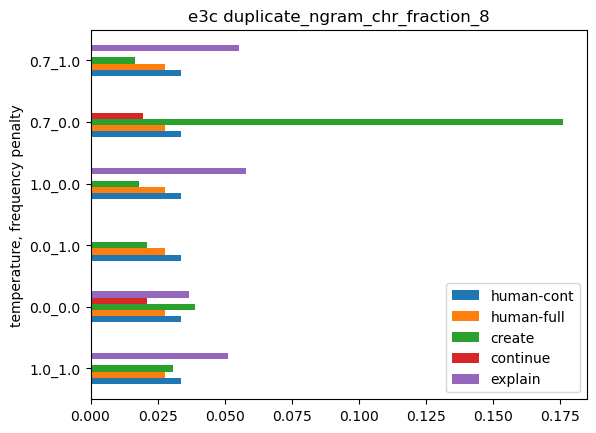 e3c duplicate_ngram_chr_fraction_8
temperature, frequency penalty
0.7_1.0
0.7_0.0
1.0_0.0
0.0_1.0
0.0_0.0
1.0_1.0
human-cont
human-full
create
continue
explain
0.000 0.025 0.050 0.075 0.100 0.125 0.150 0.175